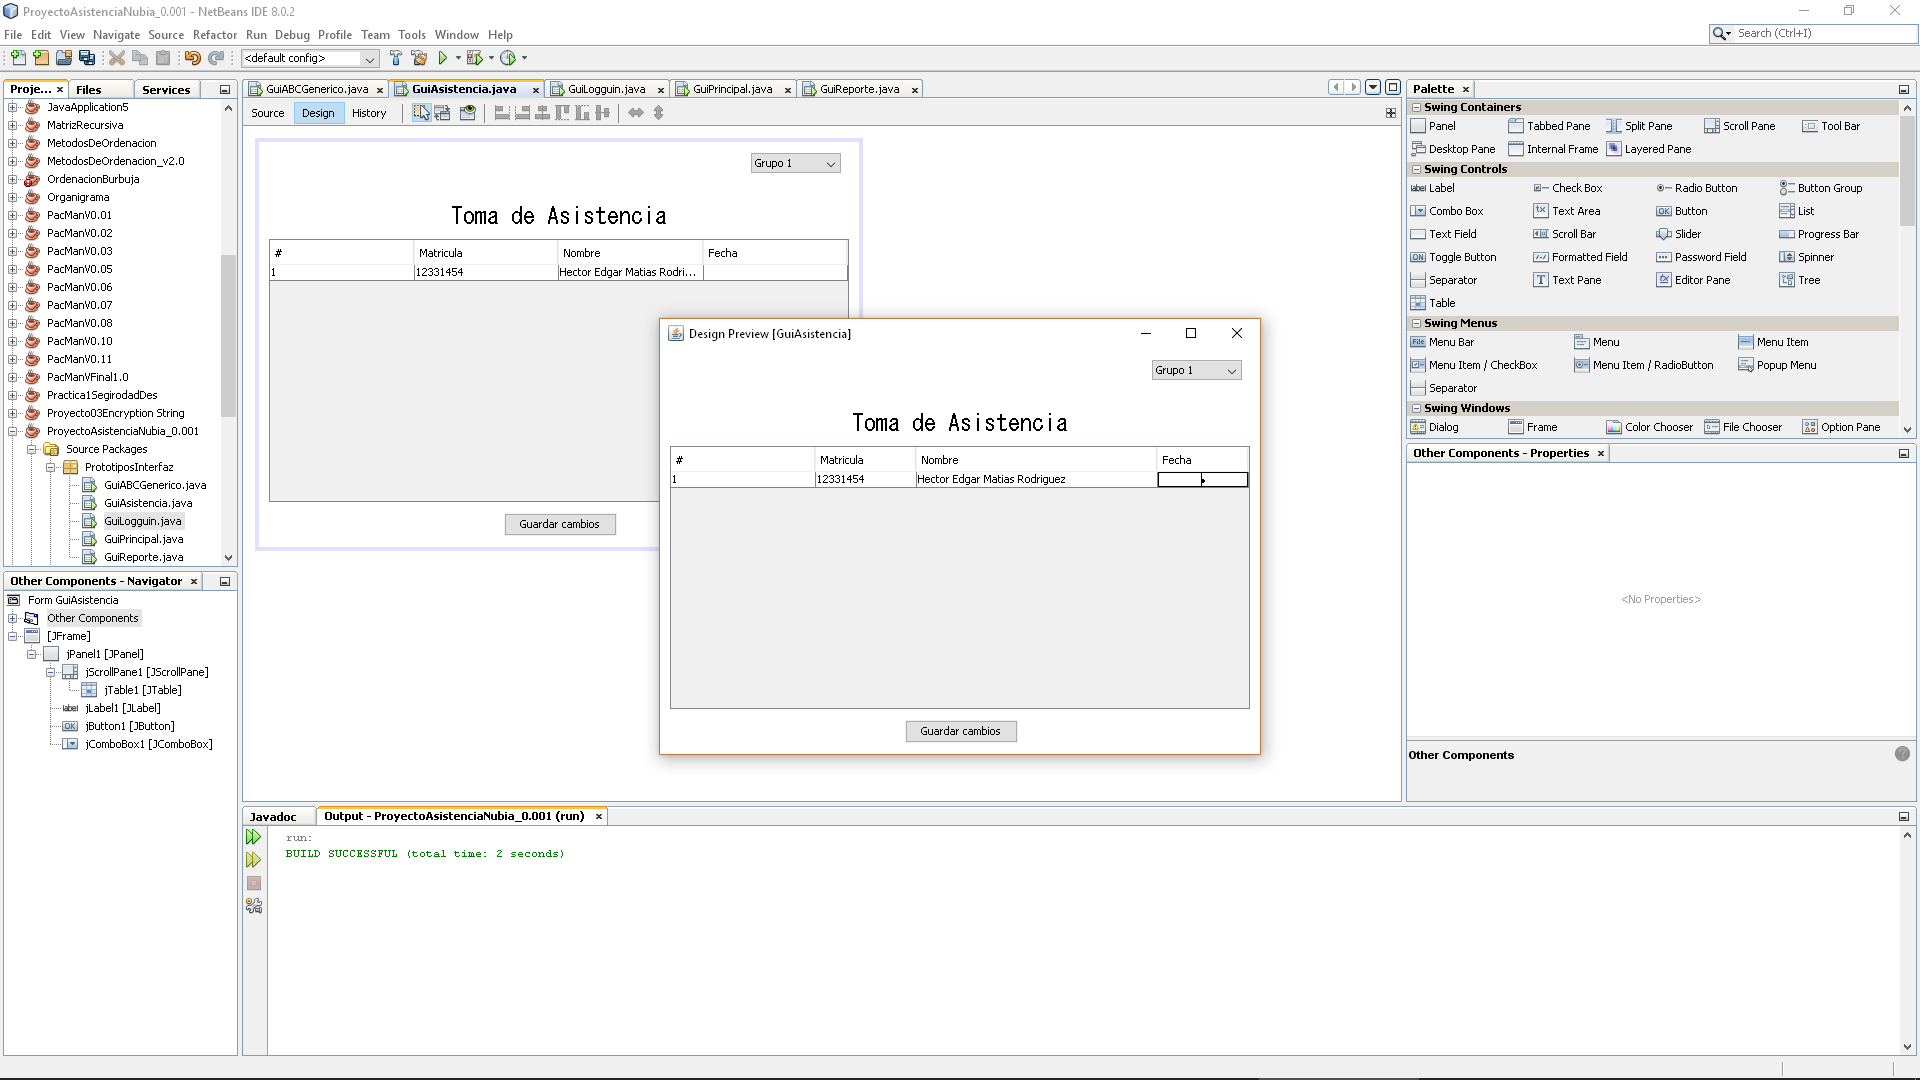 ProyectoAsistenciaNubia_0.001 - NetBeans IDE 8.0.2
File Edit View Navigate Source Refactor Run Debug Profile Team Tools Window Help
Search (Ctrl+I)
<default config>
Proje... × Files Services
JavaApplication5
MatrizRecursiva
MetodosDeOrdenacion
MetodosDeOrdenacion_v2.0
OrdenacionBurbuja
Organigrama
PacManV0.01
PacManV0.02
PacManV0.03
PacManV0.05
PacManV0.06
PacManV0.07
PacManV0.08
PacManV0.10
PacManV0.11
PacManVFinal1.0
Practica1SegirodadDes
Proyecto03Encryption String
ProyectoAsistenciaNubia_0.001
Source Packages
PrototiposInterfaz
GuiABCGenerico.java
GuiAsistencia.java
GuiLogguin.java
GuiPrincipal.java
GuiReporte.java
Other Components - Navigator ×
Form GuiAsistencia
Other Components
[JFrame]
jPanel1 [JPanel]
jScrollPane1 [JScrollPane]
jTable1 [JTable]
label jLabel1 [JLabel]
OK jButton1 [JButton]
jComboBox1 [JComboBox]
GuiABCGenerico.java × GuiAsistencia.java × GuiLogguin.java × GuiPrincipal.java × GuiReporte.java ×
Source Design History
Grupo 1
Toma de Asistencia
# Matricula Nombre Fecha
1 12331454 Hector Edgar Matias Rodri...
Guardar cambios
Design Preview [GuiAsistencia]
Grupo 1
Toma de Asistencia
# Matricula Nombre Fecha
1 12331454 Hector Edgar Matias Rodriguez
Guardar cambios
Javadoc Output - ProyectoAsistenciaNubia_0.001 (run) ×
run:
BUILD SUCCESSFUL (total time: 2 seconds)
Palette ×
Swing Containers
Panel Tabbed Pane Split Pane Scroll Pane Tool Bar
Desktop Pane Internal Frame Layered Pane
Swing Controls
label Label Check Box Radio Button Button Group
Combo Box Text Area OK Button List
Text Field Scroll Bar Slider Progress Bar
ON Toggle Button Formatted Field Password Field Spinner
Separator T Text Pane Editor Pane Tree
Table
Swing Menus
File Menu Bar Menu Menu Item
Menu Item / CheckBox Menu Item / RadioButton Popup Menu
Separator
Swing Windows
Dialog Frame Color Chooser File Chooser Option Pane
Other Components - Properties ×
<No Properties>
Other Components